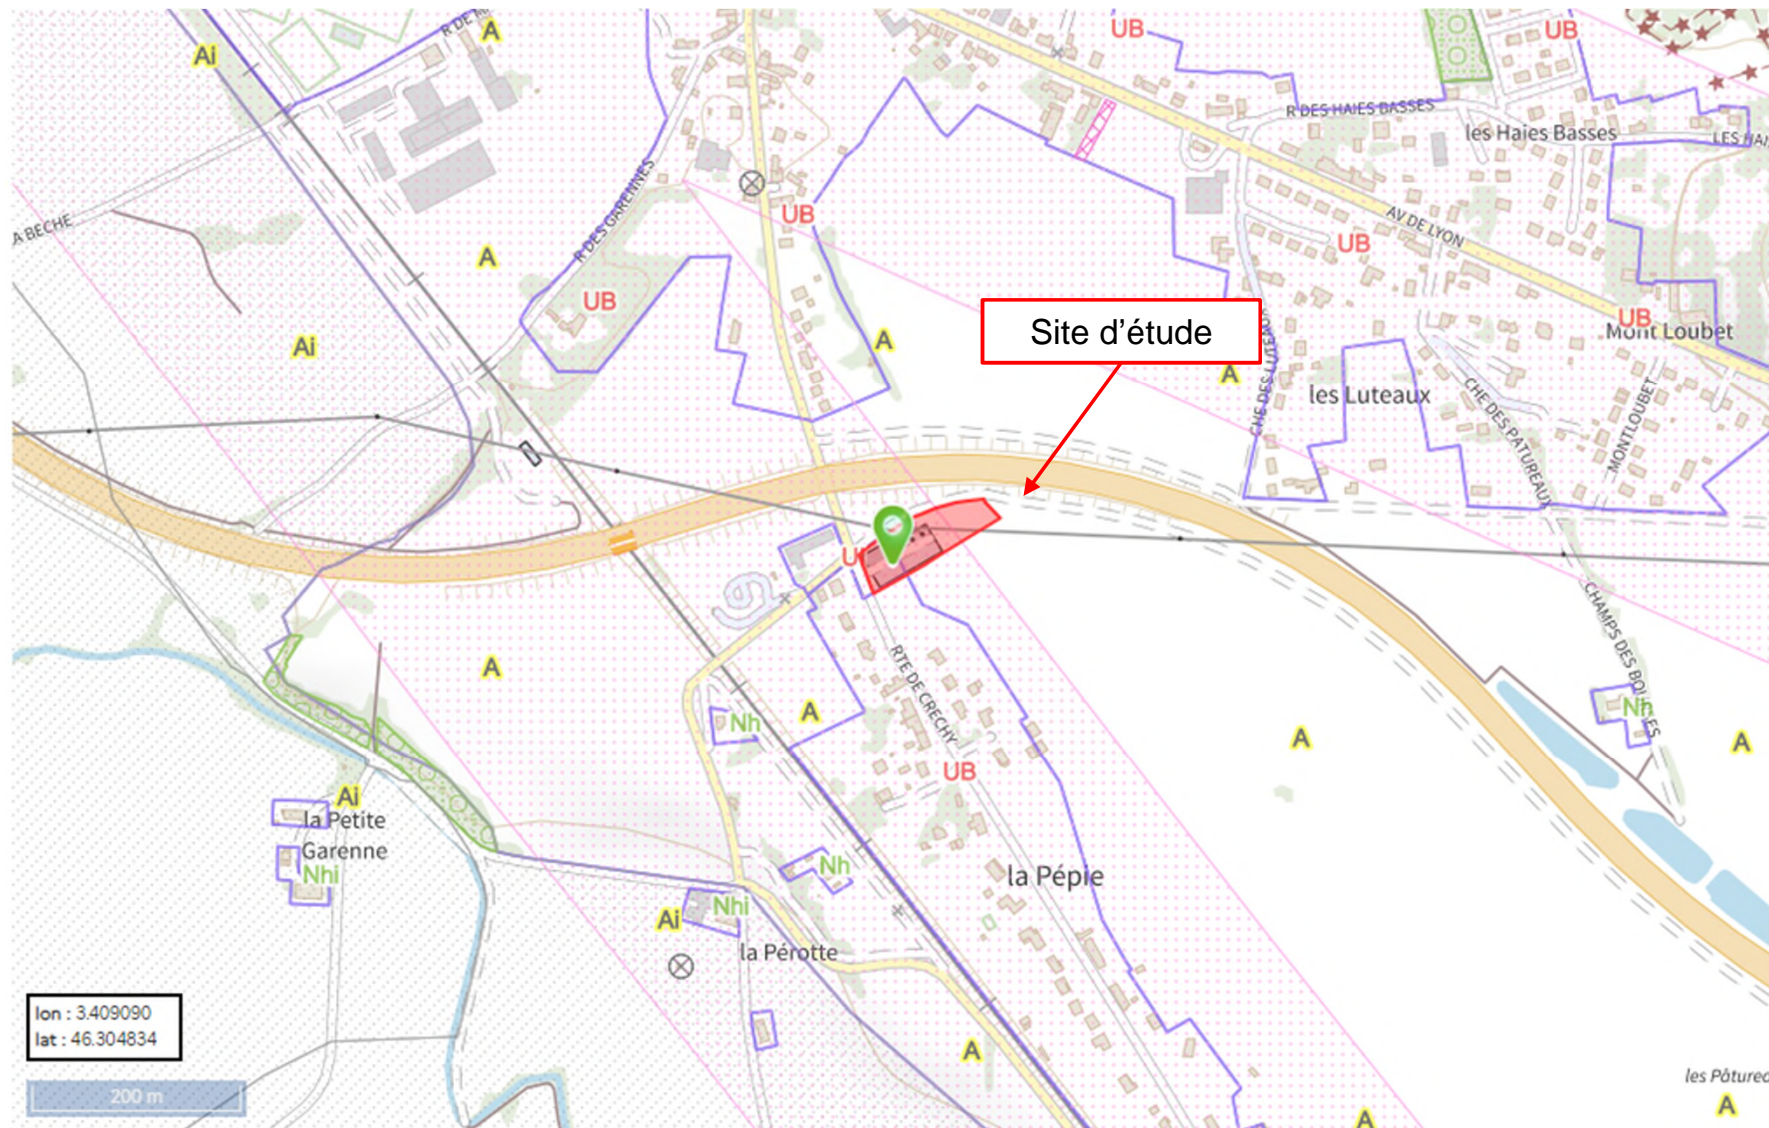 R DE M
A
UB
UB
Ai
R DES HAIES BASSES
les Haies Basses
LES HAI
R DES GARENNES
UB
AV DE LYON
UB
A BECHE
A
UB
Site d'étude
UB
Mont Loubet
Ai
A
A
les Luteaux
CHE DES LUTEAUX
CHE DES PATUREAUX
MONTLOUBET
U
CHAMPS DES BOU
ES
A
RTE DE CRECHY
Nh
A
Nh
A
A
UB
Ai
la Petite
Garenne
Nhi
Nh
la Pépie
Ai
Nhi
la Pérotte
lon : 3.409090
lat : 46.304834
A
les Pâturea
200 m
A
A